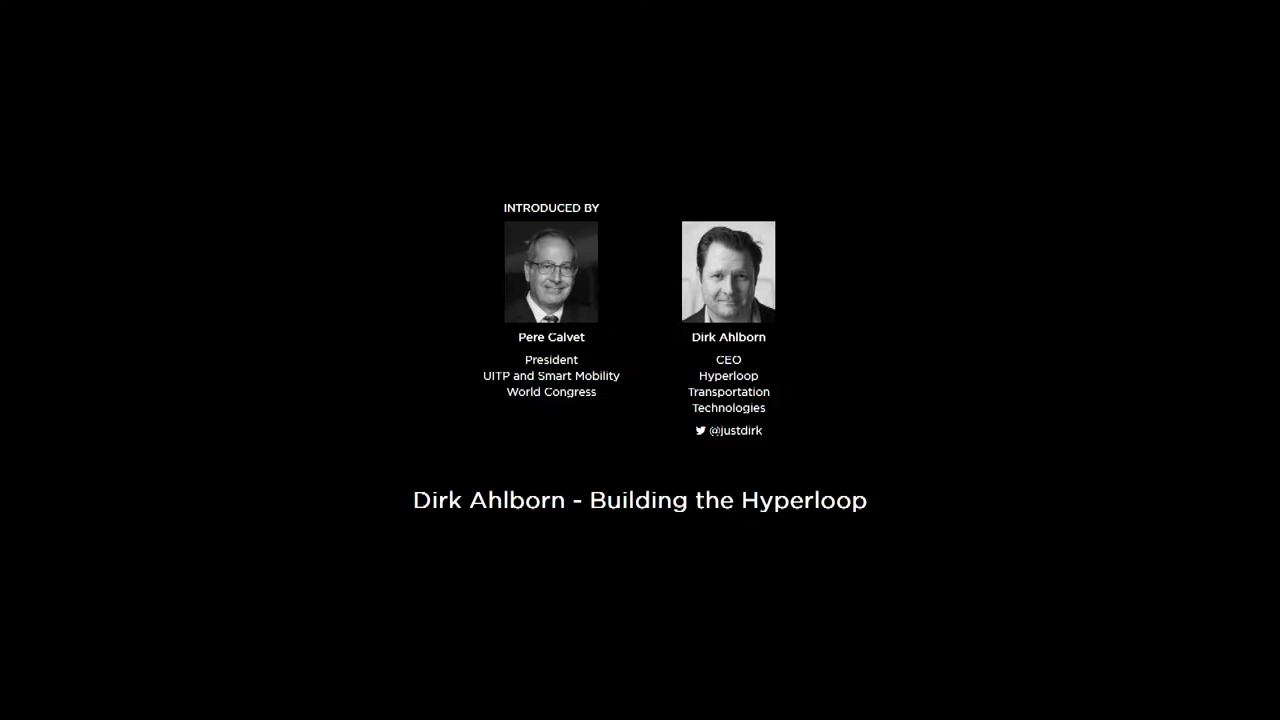 INTRODUCED BY
Pere Calvet
President
UITP and Smart Mobility
World Congress
Dirk Ahlborn
CEO
Hyperloop
Transportation
Technologies
@justdirk
Dirk Ahlborn - Building the Hyperloop